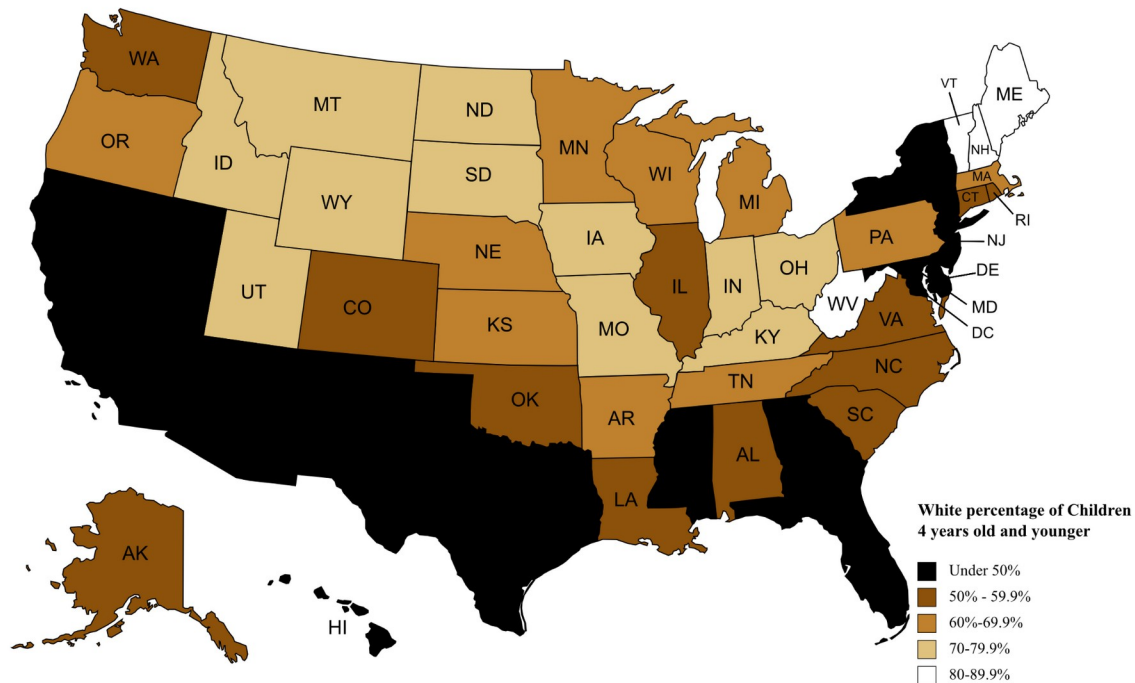 WA
MT
ND
MN
VT
ME
OR
ID
SD
WI
NH
WY
MI
MA
CT
RI
IA
PA
NJ
NE
OH
DE
UT
IL
IN
WV
MD
CO
VA
DC
KS
MO
KY
NC
TN
OK
AR
SC
AL
LA
AK
HI
White percentage of Children
4 years old and younger
Under 50%
50% - 59.9%
60%-69.9%
70-79.9%
80-89.9%